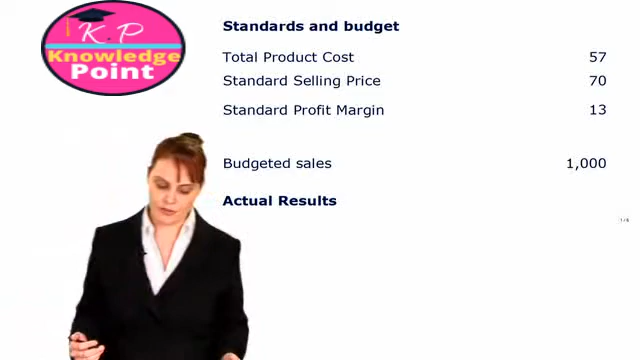 K.P
Knowledge
Point
Standards and budget
Total Product Cost 57
Standard Selling Price 70
Standard Profit Margin 13
Budgeted sales 1,000
Actual Results